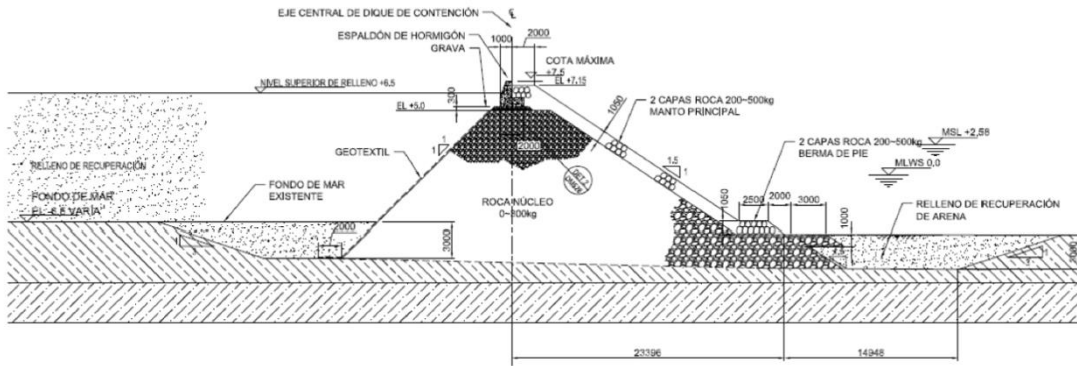 EJE CENTRAL DE DIQUE DE CONTENCIÓN
ESPALDÓN DE HORMIGÓN
GRAVA
1000
2000
COTA MÁXIMA
+7.5
EL +7.15
NIVEL SUPERIOR DE RELLENO +6.5
300
EL +5.0
1050
2 CAPAS ROCA 200~500kg
MANTO PRINCIPAL
2000
1
1
GEOTEXTIL
MSL +2,58
2 CAPAS ROCA 200~500kg
BERMA DE PIE
MLWS 0,0
1.5
1
RELLENO DE RECUPERACIÓN
FONDO DE MAR
EXISTENTE
FONDO DE MAR
ROCA NÚCLEO
1050
2500
2000
3000
1000
RELLENO DE RECUPERACIÓN
DE ARENA
2000
3000
23396
14948